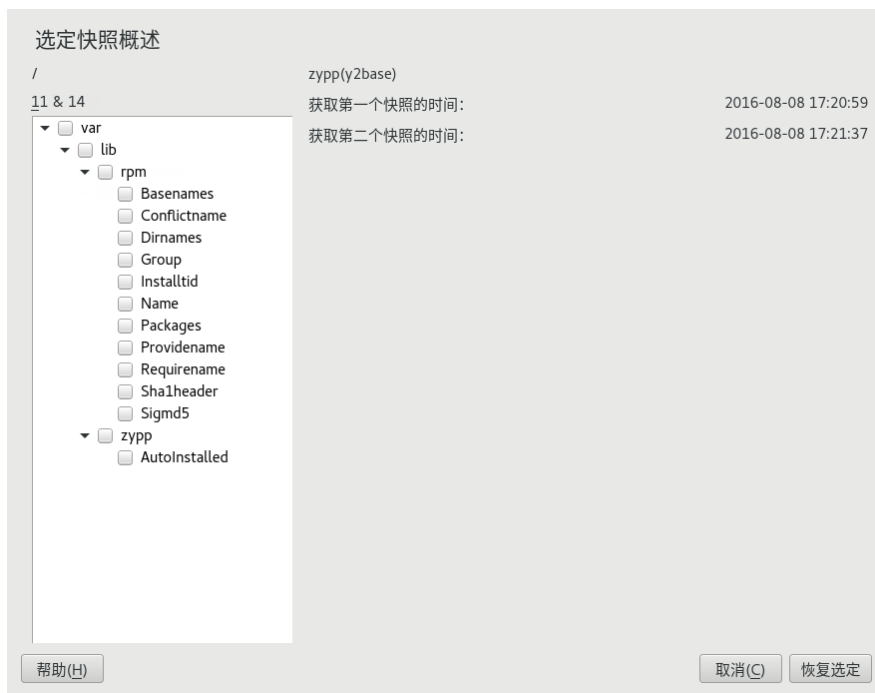 选定快照概述
/
11 & 14
var
lib
rpm
Basenames
Conflictname
Dirnames
Group
Installtid
Name
Packages
Providename
Requirename
Sha1header
Sigmd5
zypp
AutoInstalled
zypp(y2base)
获取第一个快照的时间： 2016-08-08 17:20:59
获取第二个快照的时间： 2016-08-08 17:21:37
帮助(H)
取消(C)
恢复选定